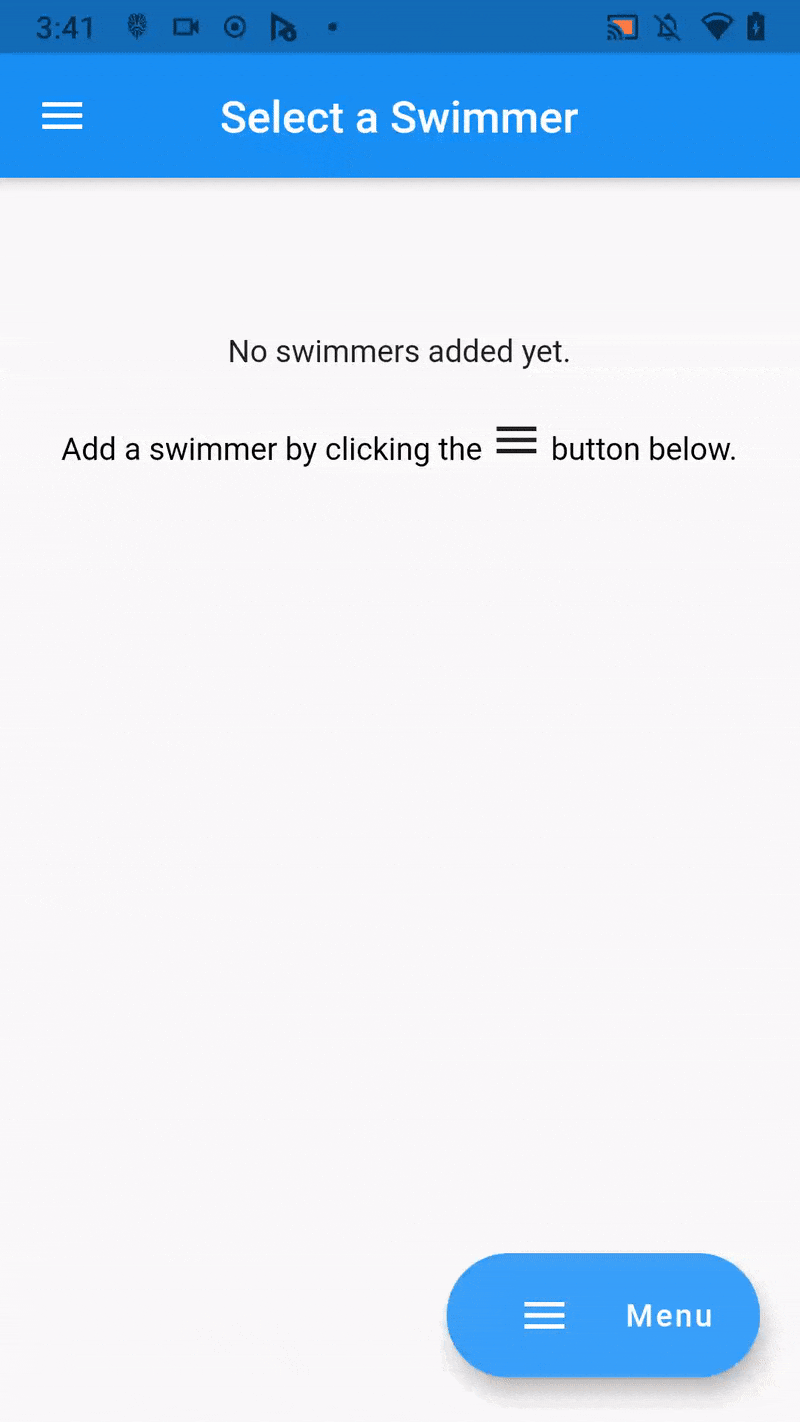 3:41
Select a Swimmer
No swimmers added yet.
Add a swimmer by clicking the button below.
Menu